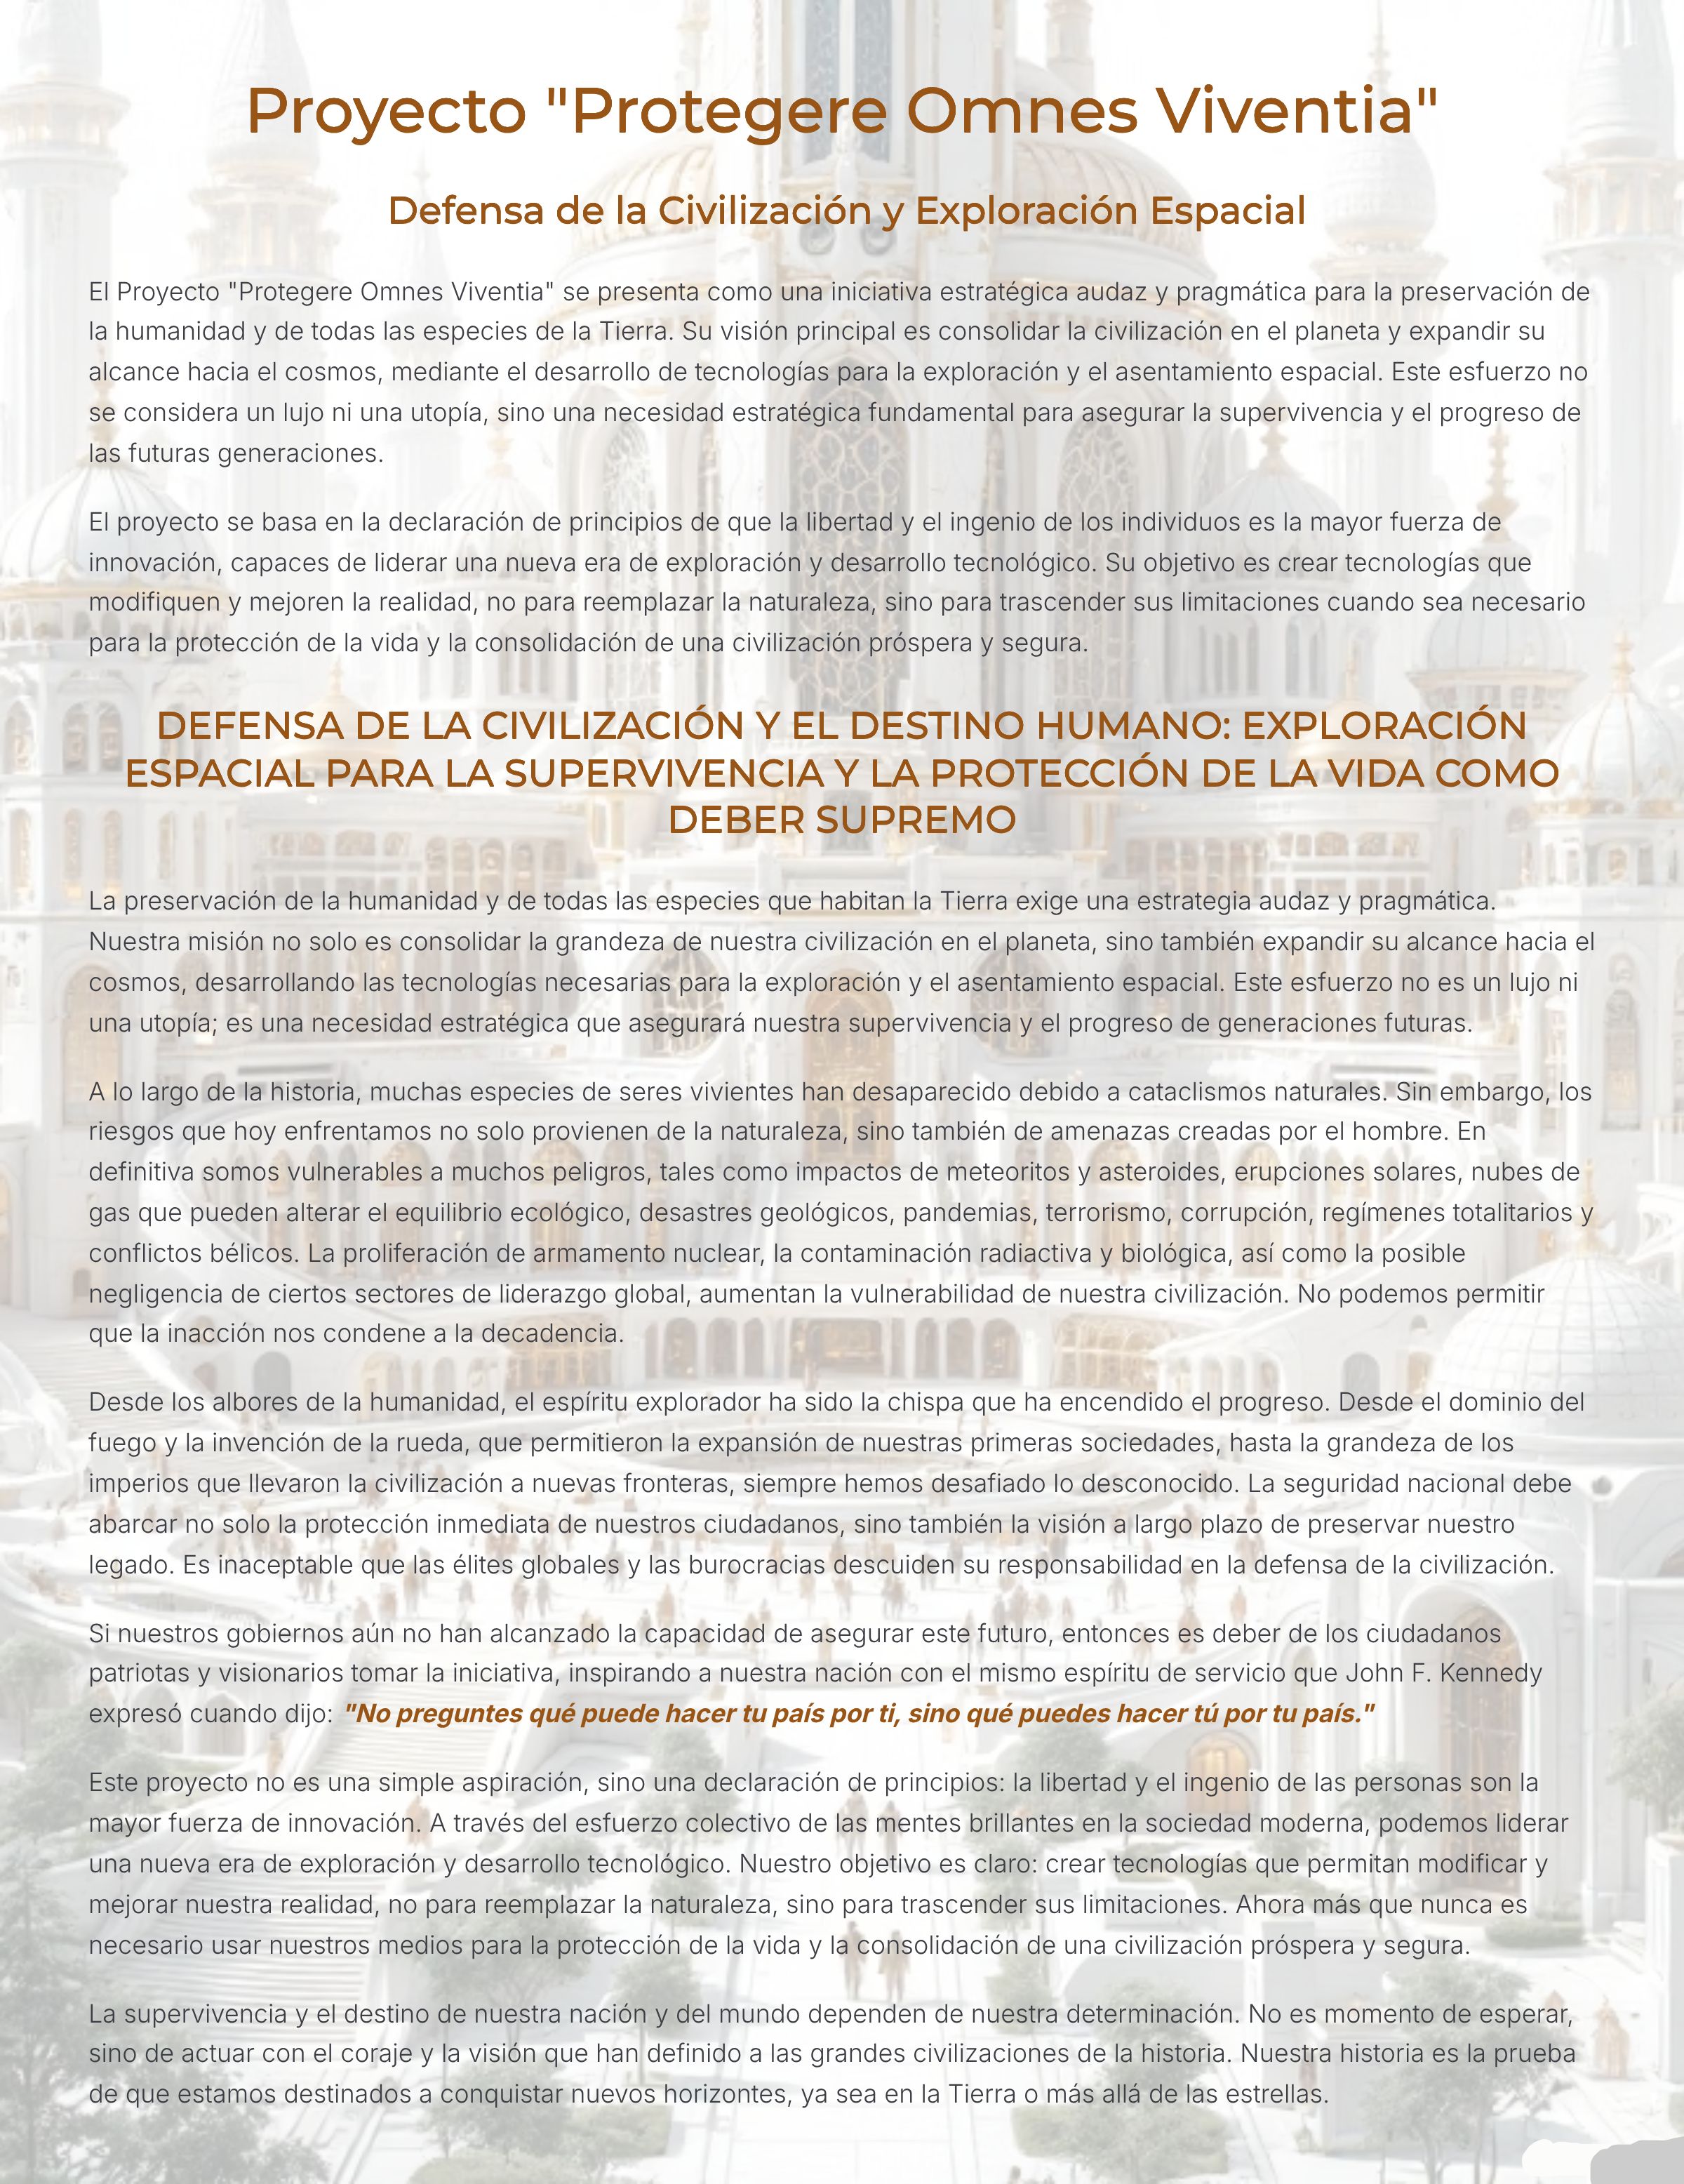 Proyecto "Protegere Omnes Viventia"
Defensa de la Civilización y Exploración Espacial
El Proyecto "Protegere Omnes Viventia" se presenta como una iniciativa estratégica audaz y pragmática para la preservación de
la humanidad y de todas las especies de la Tierra. Su visión principal es consolidar la civilización en el planeta y expandir su
alcance hacia el cosmos, mediante el desarrollo de tecnologías para la exploración y el asentamiento espacial. Este esfuerzo no
se considera un lujo ni una utopía, sino una necesidad estratégica fundamental para asegurar la supervivencia y el progreso de
las futuras generaciones.
El proyecto se basa en la declaración de principios de que la libertad y el ingenio de los individuos es la mayor fuerza de
innovación, capaces de liderar una nueva era de exploración y desarrollo tecnológico. Su objetivo es crear tecnologías que
modifiquen y mejoren la realidad, no para reemplazar la naturaleza, sino para trascender sus limitaciones cuando sea necesario
para la protección de la vida y la consolidación de una civilización próspera y segura.
DEFENSA DE LA CIVILIZACIÓN Y EL DESTINO HUMANO: EXPLORACIÓN
ESPACIAL PARA LA SUPERVIVENCIA Y LA PROTECCIÓN DE LA VIDA COMO
DEBER SUPREMO
La preservación de la humanidad y de todas las especies que habitan la Tierra exige una estrategia audaz y pragmática.
Nuestra misión no solo es consolidar la grandeza de nuestra civilización en el planeta, sino también expandir su alcance hacia el
cosmos, desarrollando las tecnologías necesarias para la exploración y el asentamiento espacial. Este esfuerzo no es un lujo ni
una utopía; es una necesidad estratégica que asegurará nuestra supervivencia y el progreso de generaciones futuras.
A lo largo de la historia, muchas especies de seres vivientes han desaparecido debido a cataclismos naturales. Sin embargo, los
riesgos que hoy enfrentamos no solo provienen de la naturaleza, sino también de amenazas creadas por el hombre. En
definitiva somos vulnerables a muchos peligros, tales como impactos de meteoritos y asteroides, erupciones solares, nubes de
gas que pueden alterar el equilibrio ecológico, desastres geológicos, pandemias, terrorismo, corrupción, regímenes totalitarios y
conflictos bélicos. La proliferación de armamento nuclear, la contaminación radiactiva y biológica, así como la posible
negligencia de ciertos sectores de liderazgo global, aumentan la vulnerabilidad de nuestra civilización. No podemos permitir
que la inacción nos condene a la decadencia.
Desde los albores de la humanidad, el espíritu explorador ha sido la chispa que ha encendido el progreso. Desde el dominio del
fuego y la invención de la rueda, que permitieron la expansión de nuestras primeras sociedades, hasta la grandeza de los
imperios que llevaron la civilización a nuevas fronteras, siempre hemos desafiado lo desconocido. La seguridad nacional debe
abarcar no solo la protección inmediata de nuestros ciudadanos, sino también la visión a largo plazo de preservar nuestro
legado. Es inaceptable que las élites globales y las burocracias descuiden su responsabilidad en la defensa de la civilización.
Si nuestros gobiernos aún no han alcanzado la capacidad de asegurar este futuro, entonces es deber de los ciudadanos
patriotas y visionarios tomar la iniciativa, inspirando a nuestra nación con el mismo espíritu de servicio que John F. Kennedy
expresó cuando dijo: "No preguntes qué puede hacer tu país por ti, sino qué puedes hacer tú por tu país."
Este proyecto no es una simple aspiración, sino una declaración de principios: la libertad y el ingenio de las personas son la
mayor fuerza de innovación. A través del esfuerzo colectivo de las mentes brillantes en la sociedad moderna, podemos liderar
una nueva era de exploración y desarrollo tecnológico. Nuestro objetivo es claro: crear tecnologías que permitan modificar y
mejorar nuestra realidad, no para reemplazar la naturaleza, sino para trascender sus limitaciones. Ahora más que nunca es
necesario usar nuestros medios para la protección de la vida y la consolidación de una civilización próspera y segura.
La supervivencia y el destino de nuestra nación y del mundo dependen de nuestra determinación. No es momento de esperar,
sino de actuar con el coraje y la visión que han definido a las grandes civilizaciones de la historia. Nuestra historia es la prueba
de que estamos destinados a conquistar nuevos horizontes, ya sea en la Tierra o más allá de las estrellas.